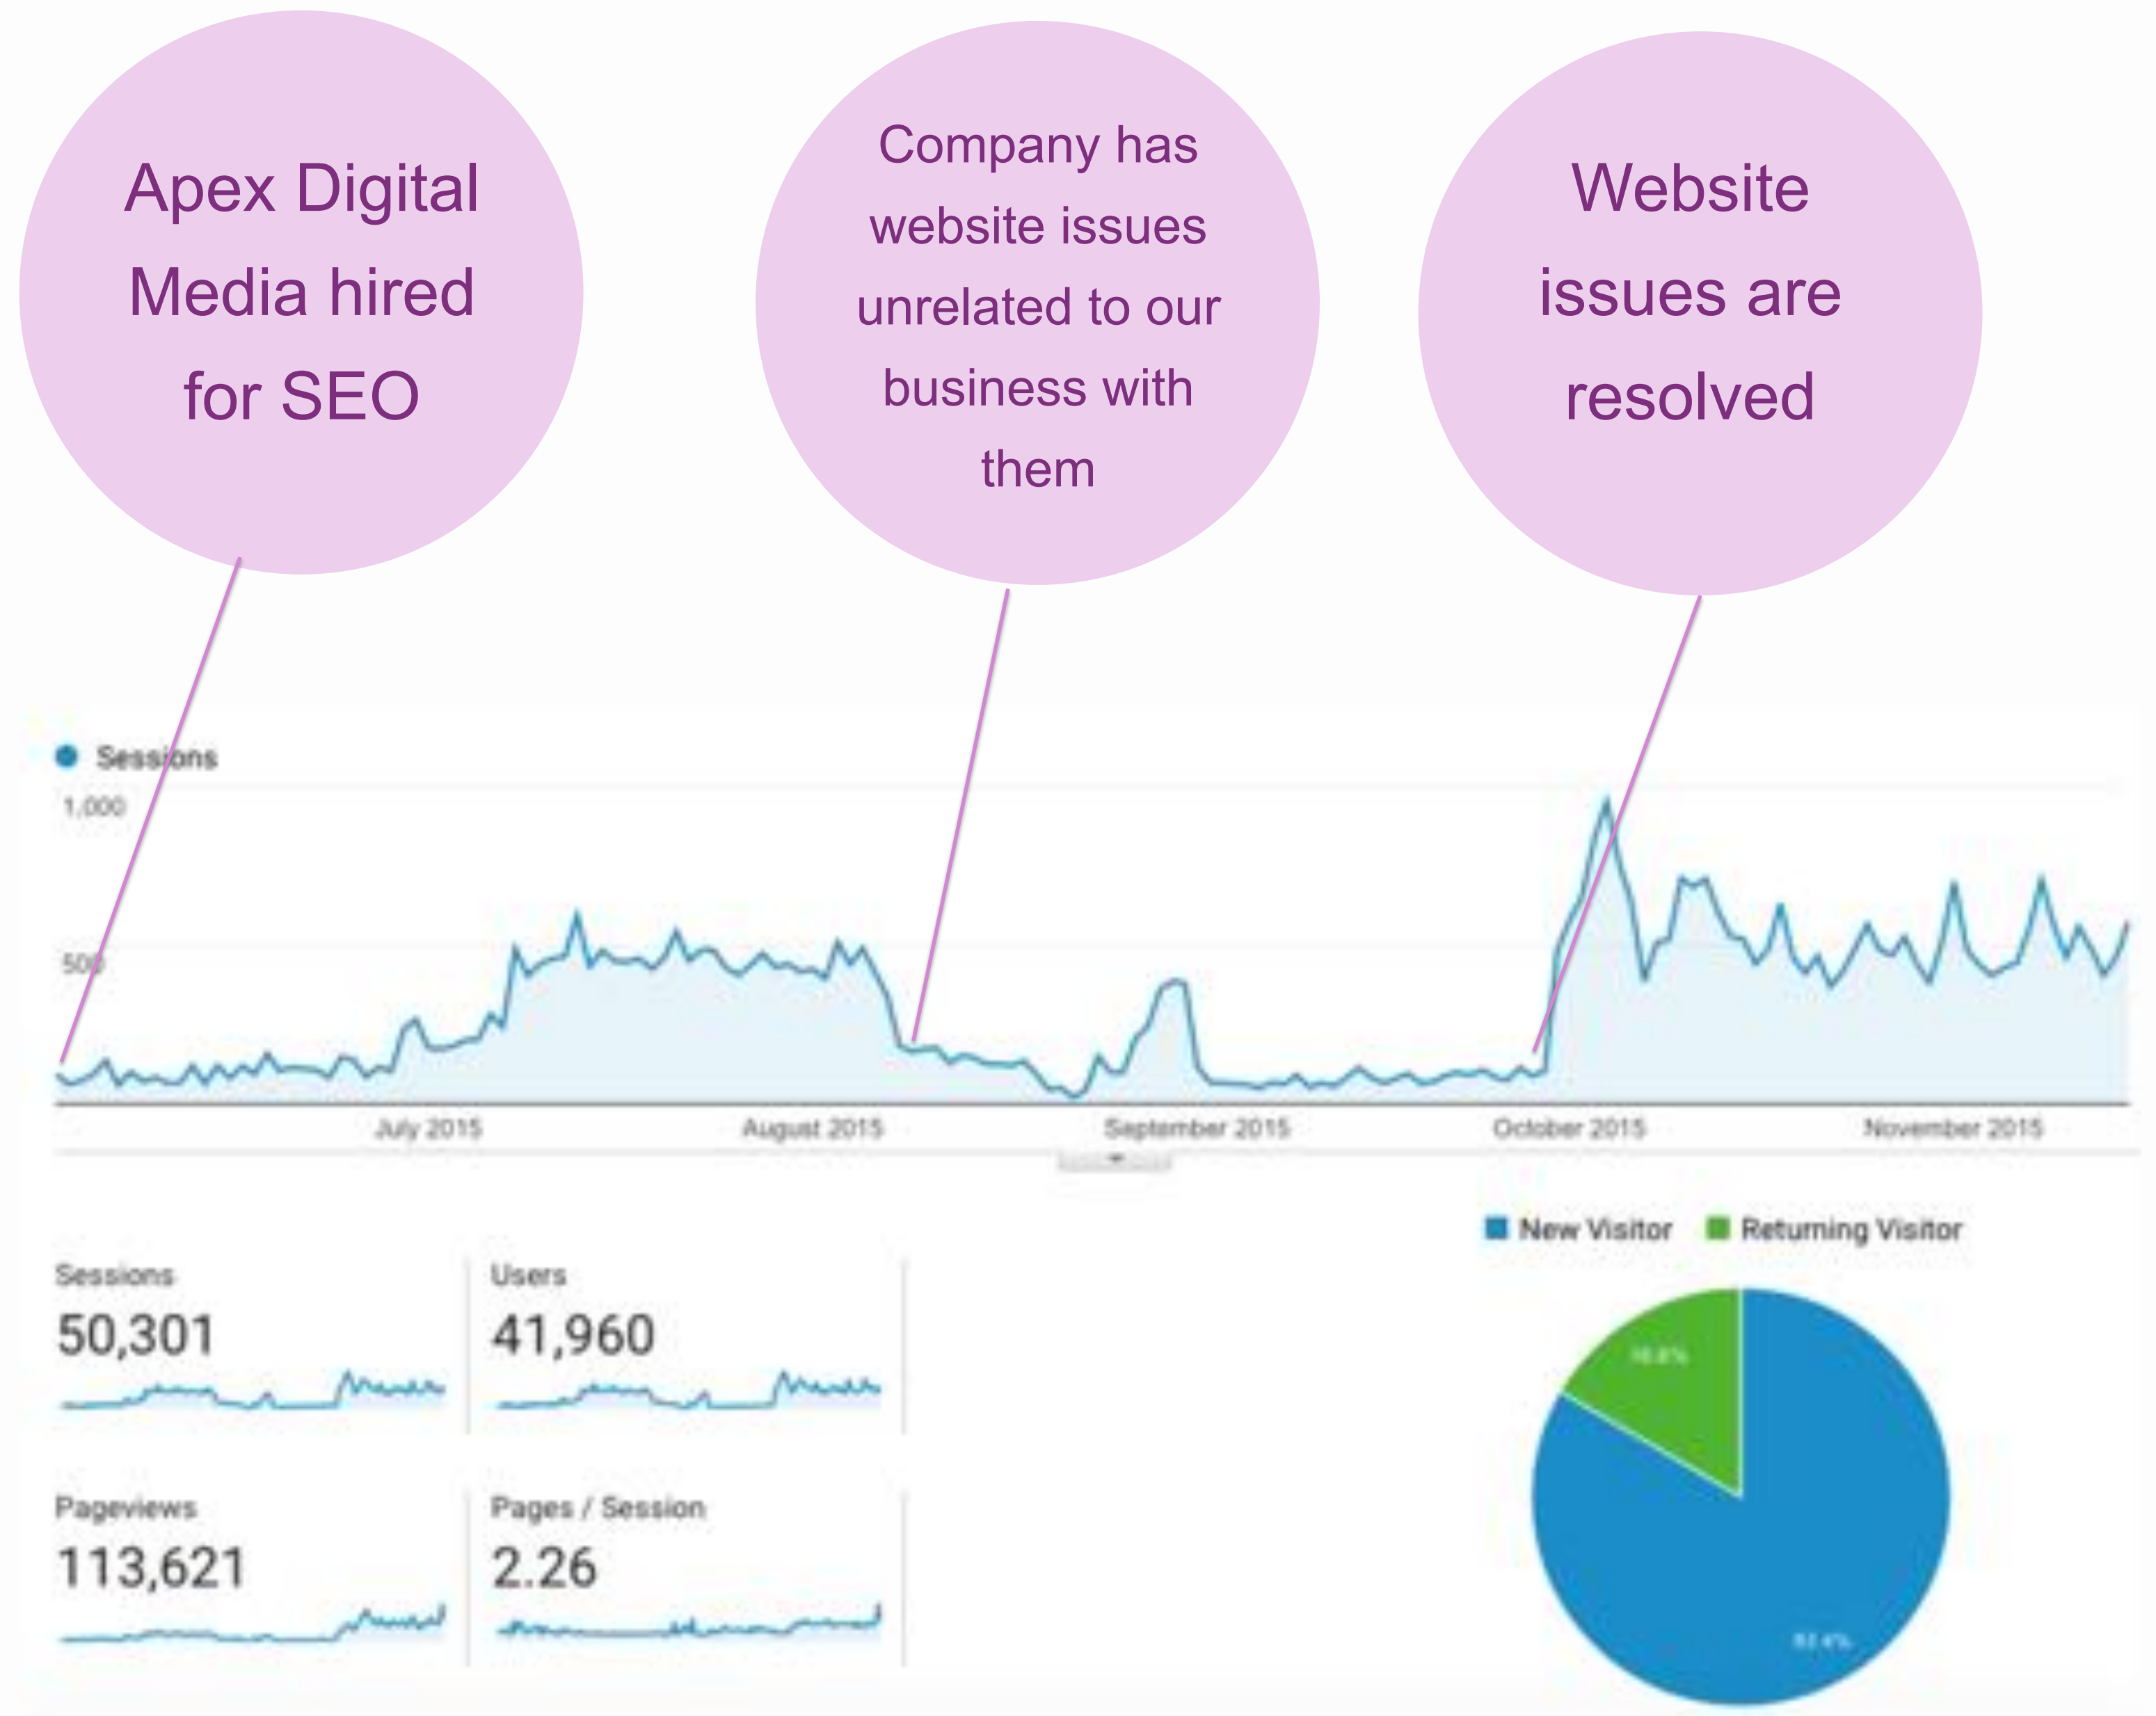 Apex Digital
Media hired
for SEO
Company has
website issues
unrelated to our
business with
them
Website
issues are
resolved
Sessions
1,000
500
July 2015
August 2015
September 2015
October 2015
November 2015
New Visitor
Returning Visitor
Sessions
50,301
Users
41,960
Pageviews
113,621
Pages / Session
2.26